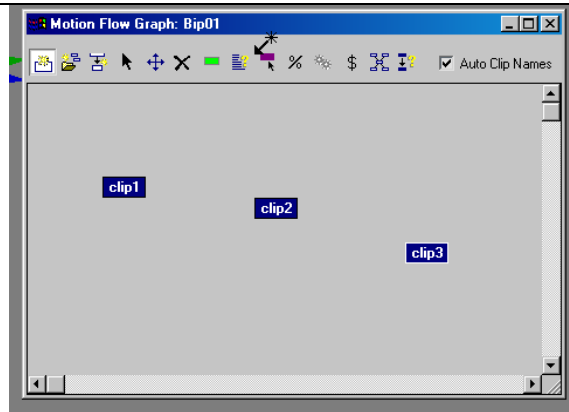 Motion Flow Graph: Bip01
% $ Auto Clip Names
clip1
clip2
clip3